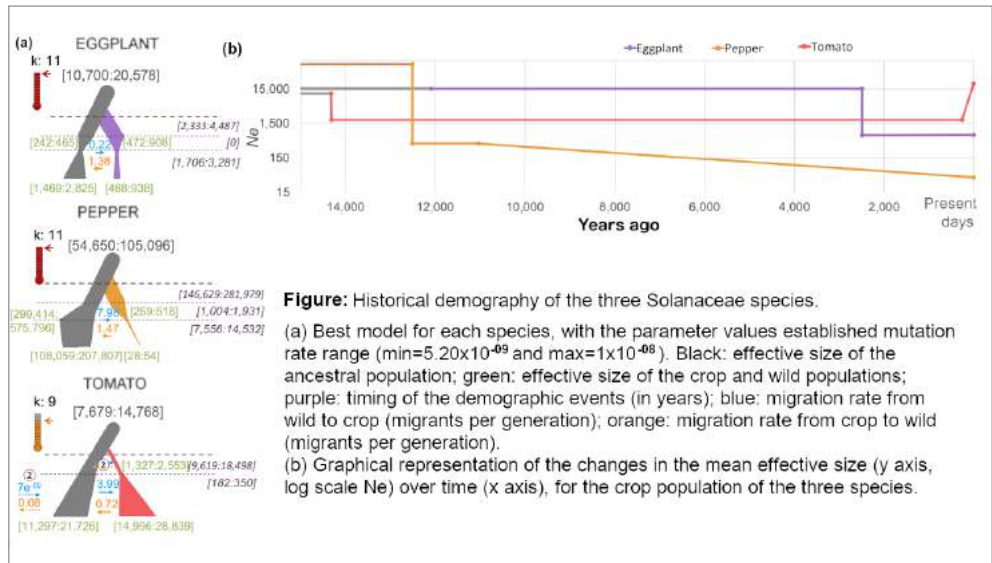 (a)
EGGPLANT
k: 11
[10,700:20,578]
[2,333:4,487]
[242:465]
[472:908]
[0]
0.22
1.38
[1,706:3,281]
[1,469:2,825] [488:938]
PEPPER
k: 11
[54,650:105,096]
[146,629:281,979]
[299,414:
575,796]
7.98
[269:518]
[1,004:1,931]
1.47
[7,556:14,532]
[108,059:207,807] [28:54]
TOMATO
k: 9
[7,679:14,768]
[1,327:2,553]
[9,619:18,498]
②
[182:350]
3.99
0.08
0.72
[11,297:21,726] [14,996:28,839]
(b)
Eggplant Pepper Tomato
Ne
15,000
1,500
150
15
14,000 12,000 10,000 8,000 6,000 4,000 2,000 Present
days
Years ago
Figure: Historical demography of the three Solanaceae species.
(a) Best model for each species, with the parameter values established mutation
rate range (min=5.20x10⁻⁰⁹ and max=1x10⁻⁰⁸). Black: effective size of the
ancestral population; green: effective size of the crop and wild populations;
purple: timing of the demographic events (in years); blue: migration rate from
wild to crop (migrants per generation); orange: migration rate from crop to wild
(migrants per generation).
(b) Graphical representation of the changes in the mean effective size (y axis,
log scale Ne) over time (x axis), for the crop population of the three species.